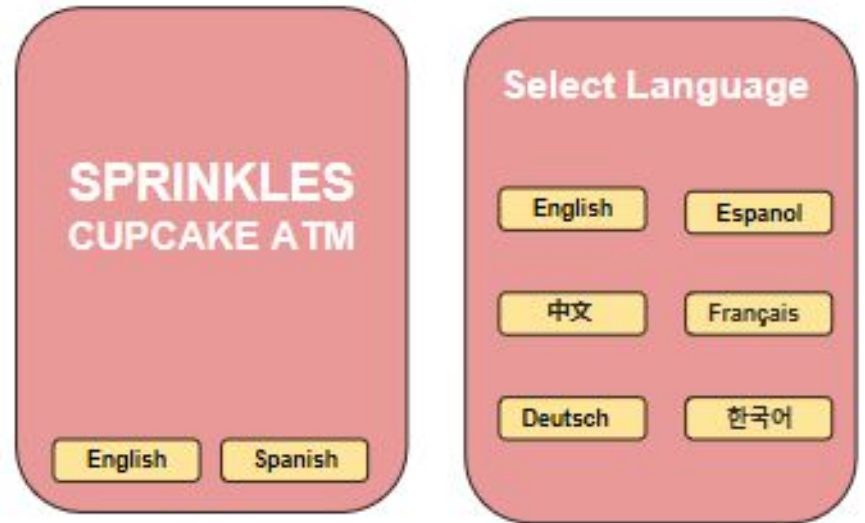 SPRINKLES
CUPCAKE ATM
English Spanish
Select Language
English Espanol
中文 Français
Deutsch 한국어